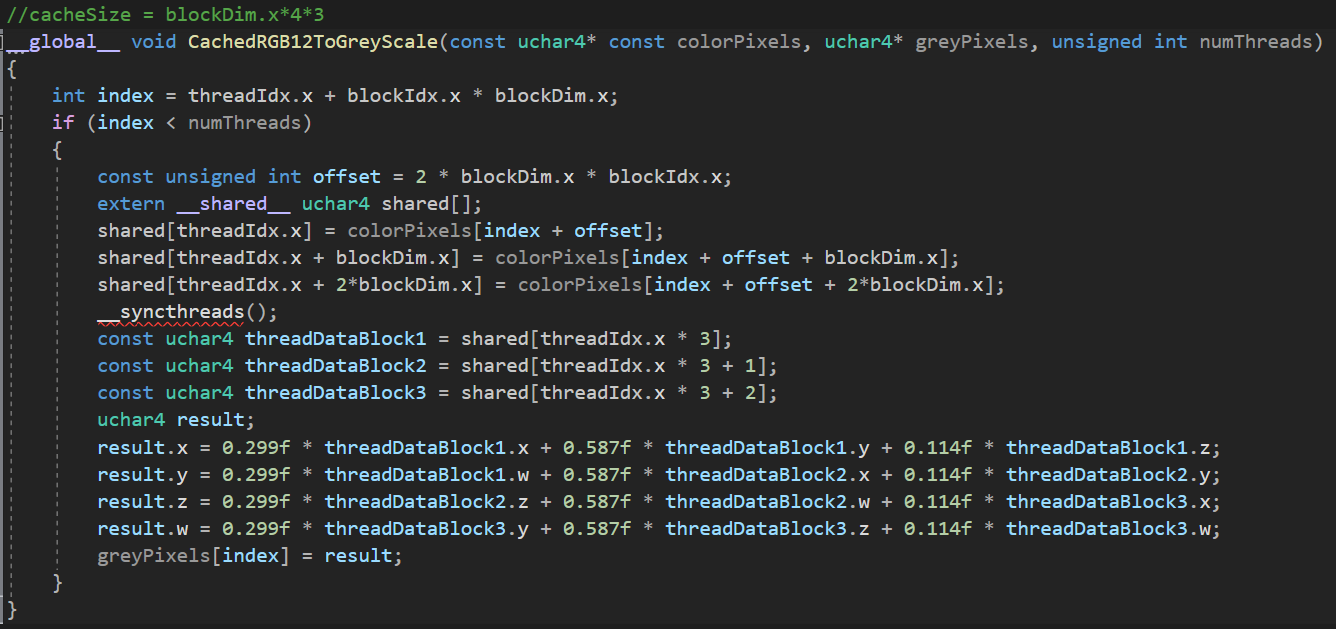 //cacheSize = blockDim.x*4*3
__global__ void CachedRGB12ToGreyScale(const uchar4* const colorPixels, uchar4* greyPixels, unsigned int numThreads)
{
    int index = threadIdx.x + blockIdx.x * blockDim.x;
    if (index < numThreads)
    {
        const unsigned int offset = 2 * blockDim.x * blockIdx.x;
        extern __shared__ uchar4 shared[];
        shared[threadIdx.x] = colorPixels[index + offset];
        shared[threadIdx.x + blockDim.x] = colorPixels[index + offset + blockDim.x];
        shared[threadIdx.x + 2*blockDim.x] = colorPixels[index + offset + 2*blockDim.x];
        __syncthreads();
        const uchar4 threadDataBlock1 = shared[threadIdx.x * 3];
        const uchar4 threadDataBlock2 = shared[threadIdx.x * 3 + 1];
        const uchar4 threadDataBlock3 = shared[threadIdx.x * 3 + 2];
        uchar4 result;
        result.x = 0.299f * threadDataBlock1.x + 0.587f * threadDataBlock1.y + 0.114f * threadDataBlock1.z;
        result.y = 0.299f * threadDataBlock1.w + 0.587f * threadDataBlock2.x + 0.114f * threadDataBlock2.y;
        result.z = 0.299f * threadDataBlock2.z + 0.587f * threadDataBlock2.w + 0.114f * threadDataBlock3.x;
        result.w = 0.299f * threadDataBlock3.y + 0.587f * threadDataBlock3.z + 0.114f * threadDataBlock3.w;
        greyPixels[index] = result;
    }
}